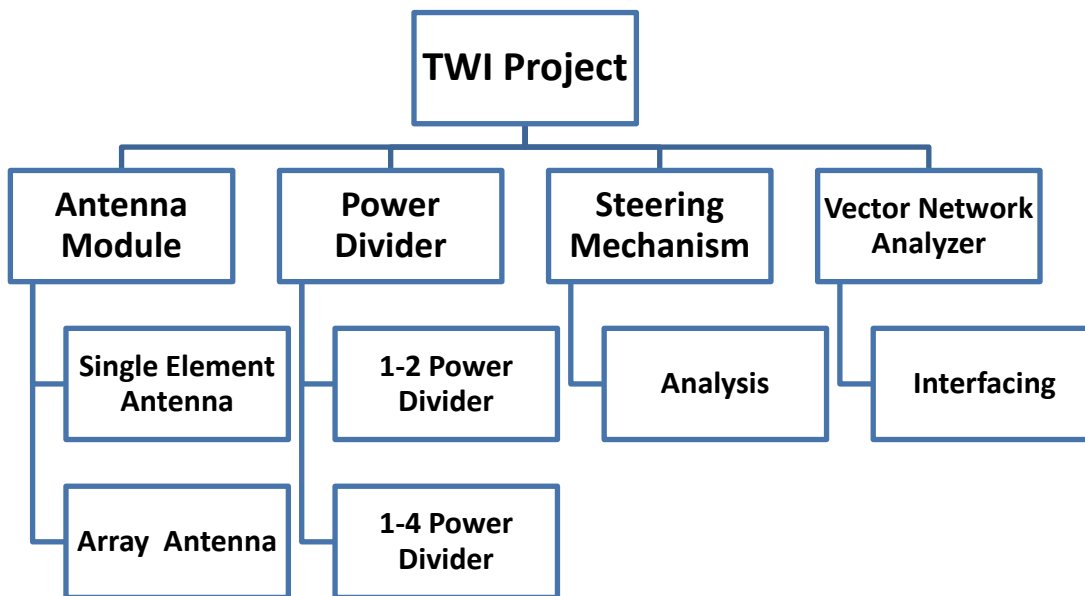 TWI Project
Antenna
Module
Power
Divider
Steering
Mechanism
Vector Network
Analyzer
Single Element
Antenna
1-2 Power
Divider
Analysis
Interfacing
Array  Antenna
1-4 Power
Divider